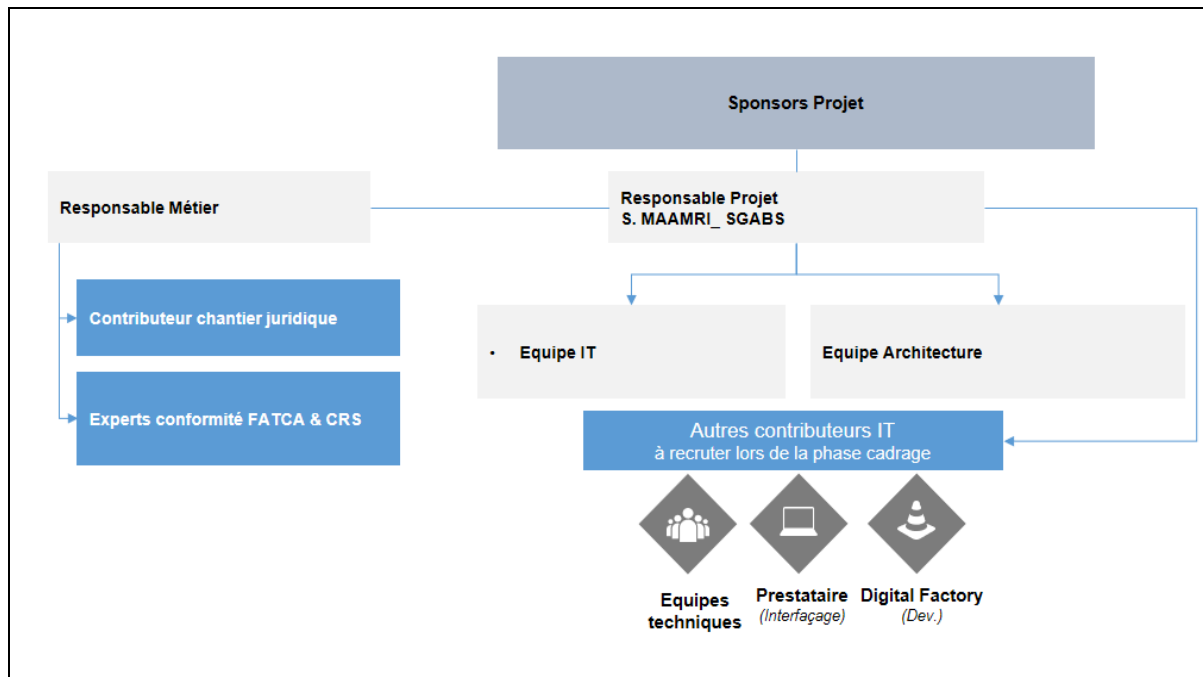 Sponsors Projet
Responsable Métier
Responsable Projet
S. MAAMRI_ SGABS
Contributeur chantier juridique
Experts conformité FATCA & CRS
• Equipe IT
Equipe Architecture
Autres contributeurs IT
à recruter lors de la phase cadrage
Equipes
techniques
Prestataire
(Interfaçage)
Digital Factory
(Dev.)